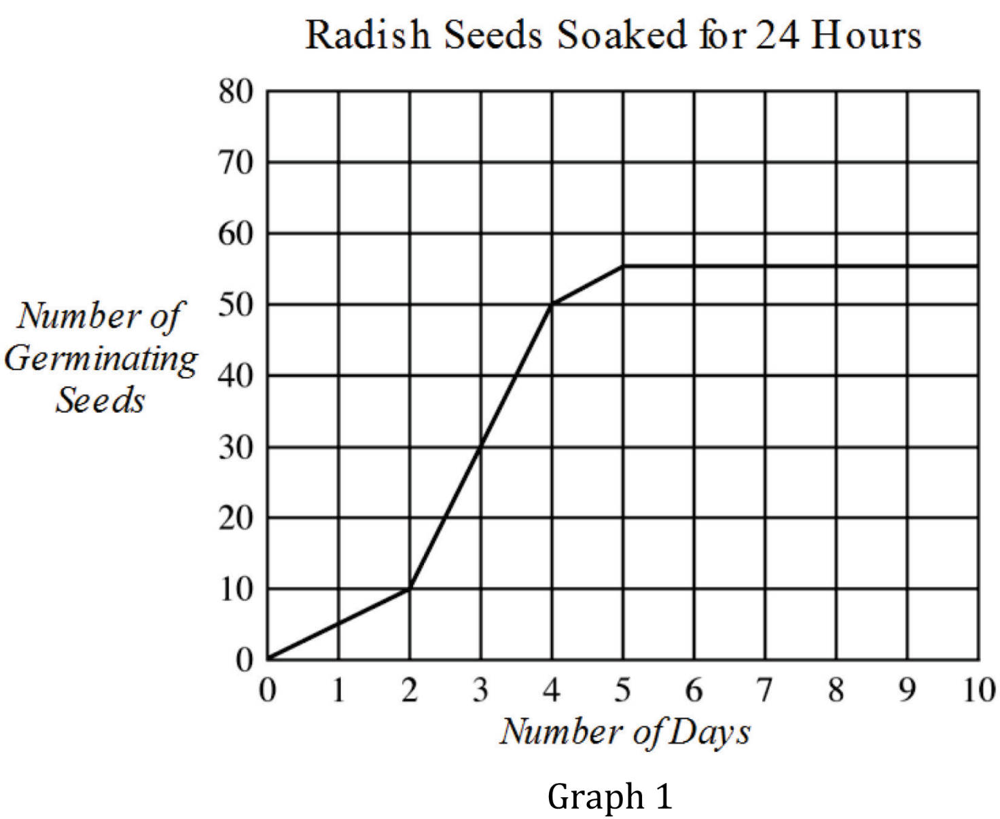 Radish Seeds Soaked for 24 Hours
80
70
60
50
40
30
20
10
0
Number of
Germinating
Seeds
0 1 2 3 4 5 6 7 8 9 10
Number of Days
Graph 1